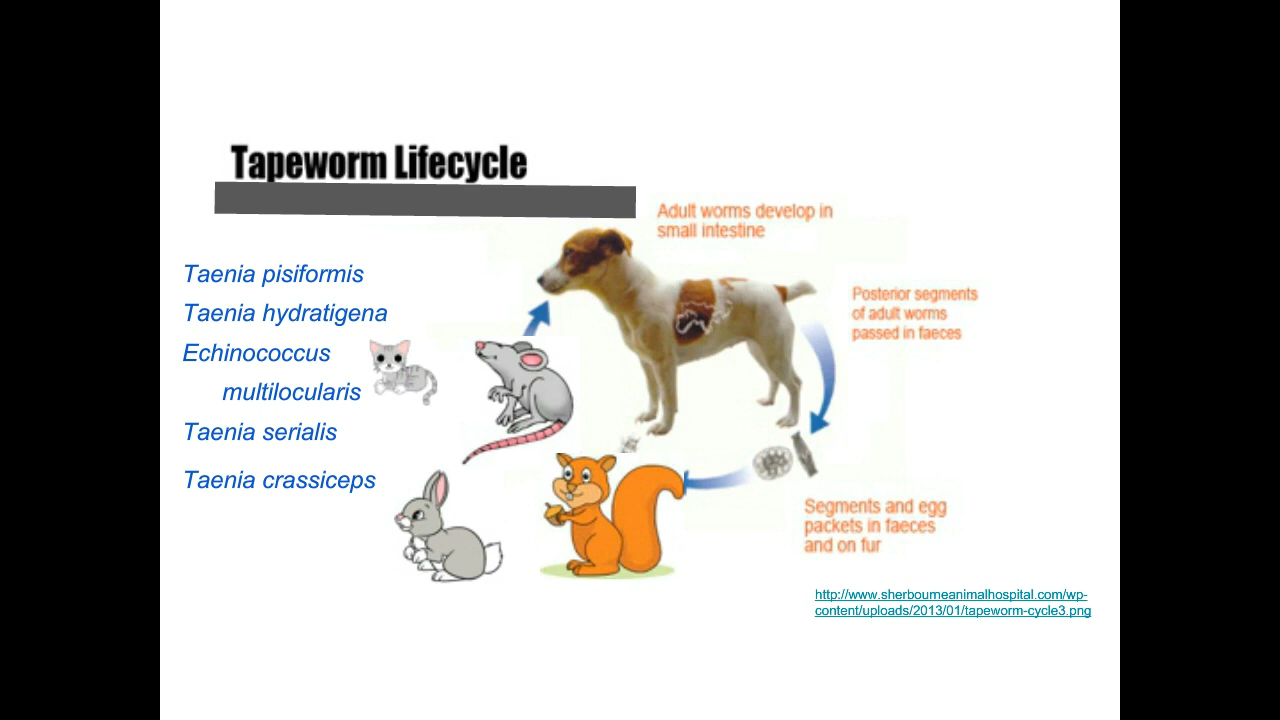 Tapeworm Lifecycle
Adult worms develop in
small intestine
Taenia pisiformis
Taenia hydratigena
Echinococcus
multilocularis
Taenia serialis
Taenia crassiceps
Posterior segments
of adult worms
passed in faeces
Segments and egg
packets in faeces
and on fur
http://www.sherbourneanimalhospital.com/wp-
content/uploads/2013/01/tapeworm-cycle3.png